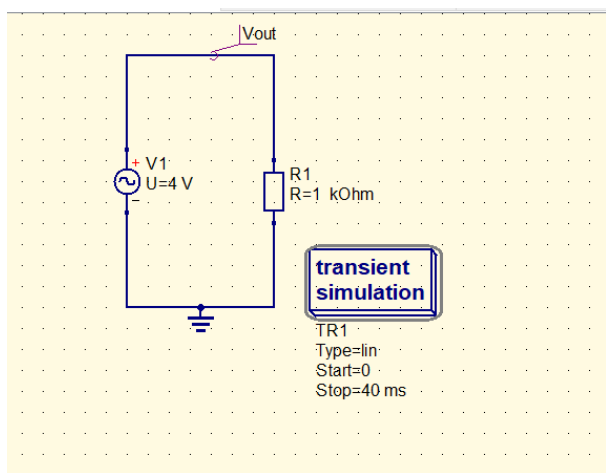 Vout
+ V1
U=4 V
−
R1
R=1 kOhm
transient
simulation
TR1
Type=lin
Start=0
Stop=40 ms